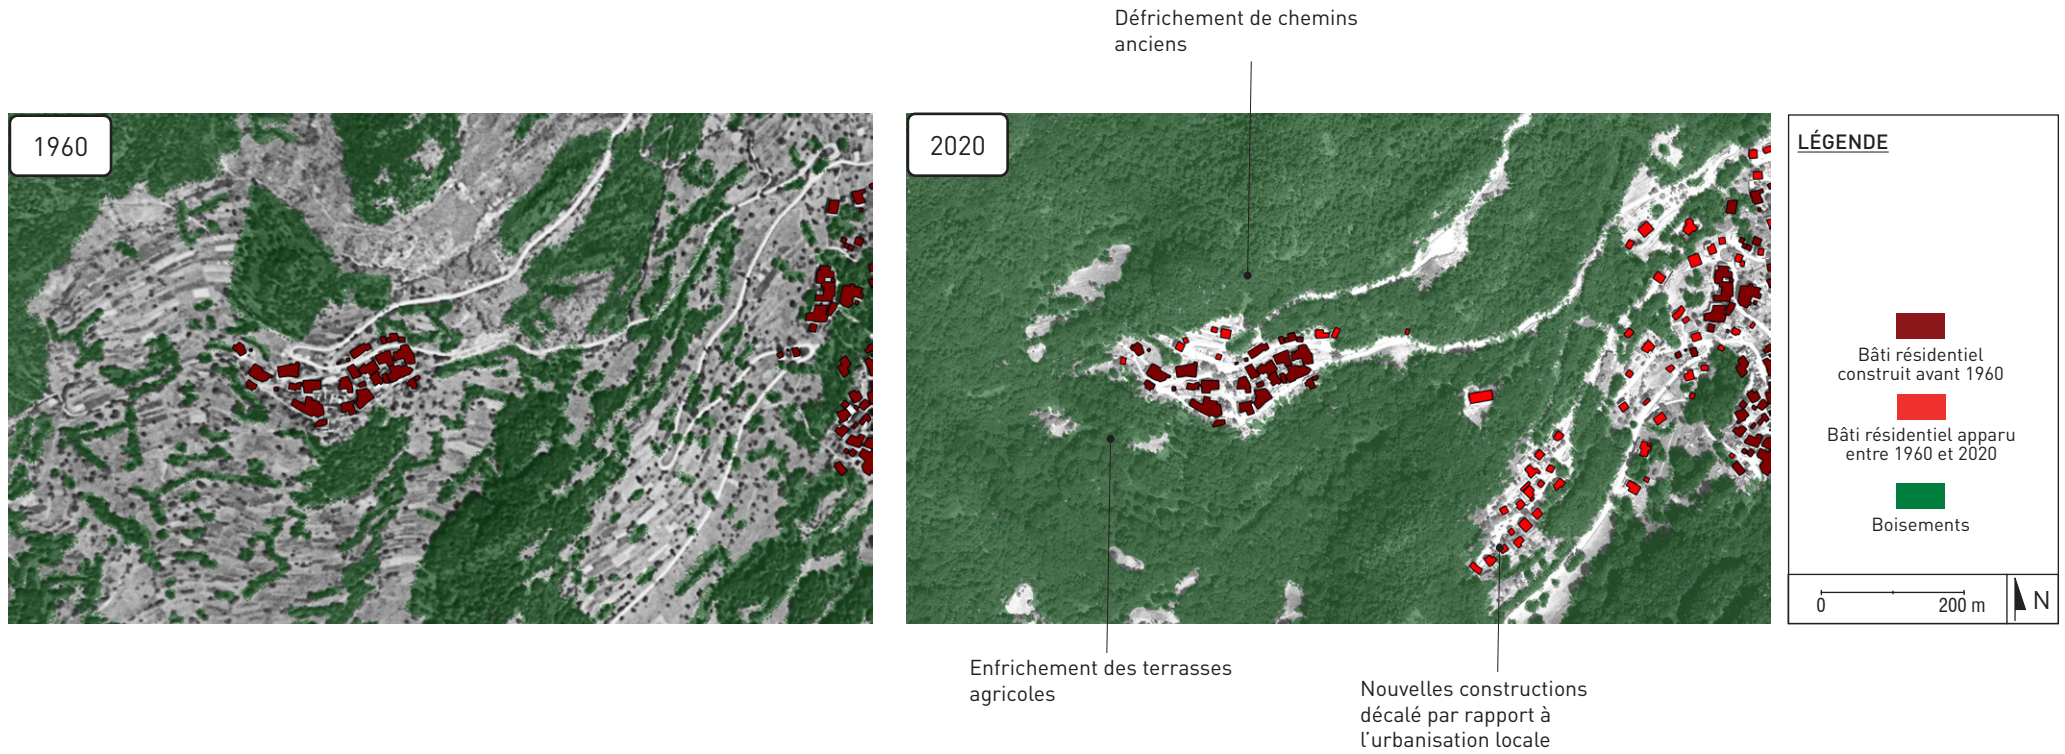 Défrichement de chemins
anciens
1960
2020
LÉGENDE
Bâti résidentiel
construit avant 1960
Bâti résidentiel apparu
entre 1960 et 2020
Boisements
0
200 m
N
Enfrichement des terrasses
agricoles
Nouvelles constructions
décalé par rapport à
l'urbanisation locale